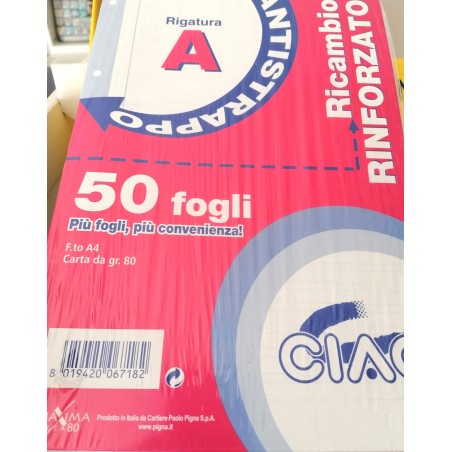 Rigatura
A
ANTISTRAPPO
Ricambio
RINFORZATO
50 fogli
Più fogli, più convenienza!
F.to A4
Carta da gr. 80
CIAO
8 019420 067182
80
Prodotto in Italia da Cartiere Paolo Pigna S.p.A.
www.pigna.it